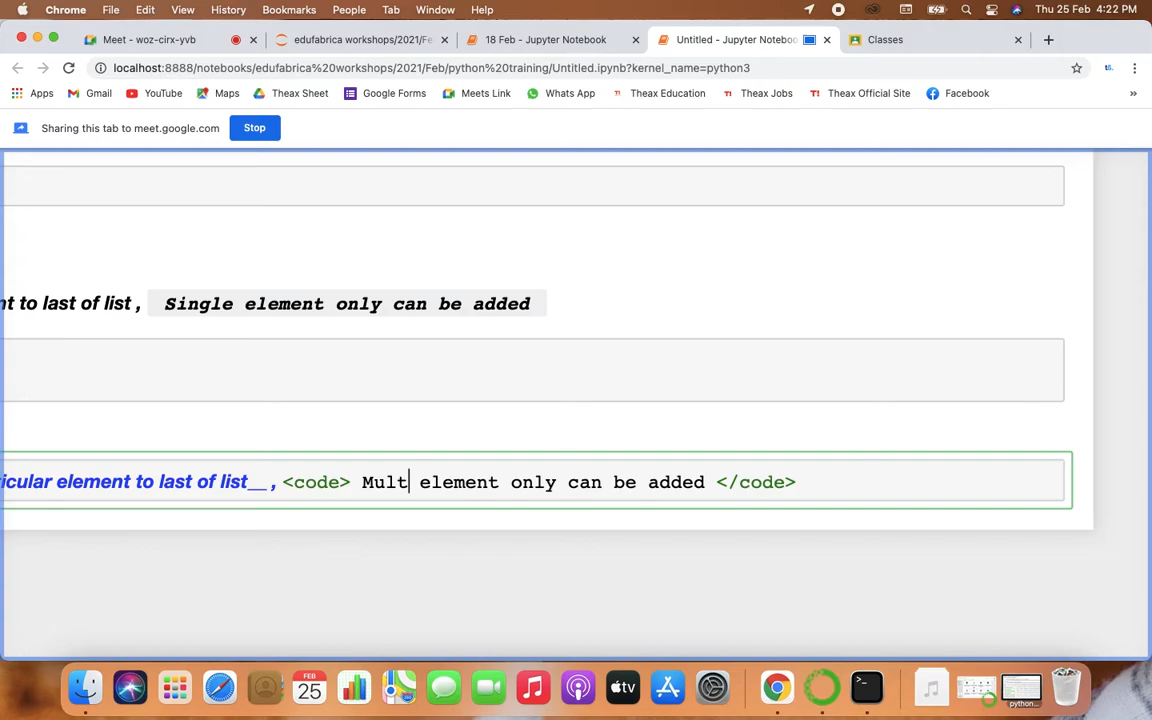 Chrome File Edit View History Bookmarks People Tab Window Help Thu 25 Feb 4:22 PM
Meet - woz-cirx-yvb edufabrica workshops/2021/Fe 18 Feb - Jupyter Notebook Untitled - Jupyter Noteboo Classes
localhost:8888/notebooks/edufabrica%20workshops/2021/Feb/python%20training/Untitled.ipynb?kernel_name=python3
Apps Gmail YouTube Maps Theax Sheet Google Forms Meets Link Whats App Theax Education Theax Jobs Theax Official Site Facebook »
Sharing this tab to meet.google.com Stop
nt to last of list , Single element only can be added
icular element to last of list__ , <code> Mult element only can be added </code>
FEB
25
tv
python...